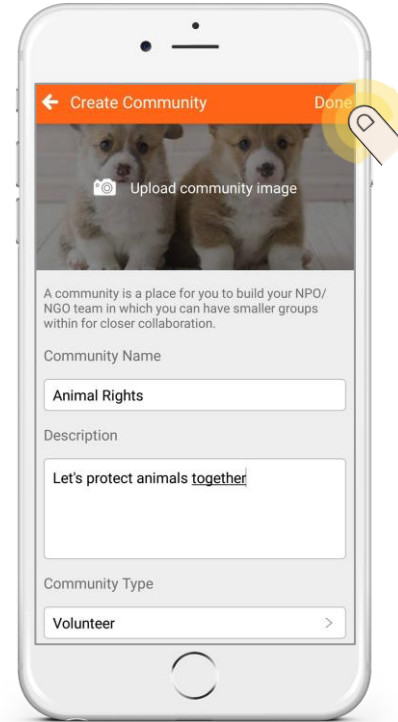 Create Community Done
Upload community image
A community is a place for you to build your NPO/
NGO team in which you can have smaller groups
within for closer collaboration.
Community Name
Animal Rights
Description
Let's protect animals together
Community Type
Volunteer